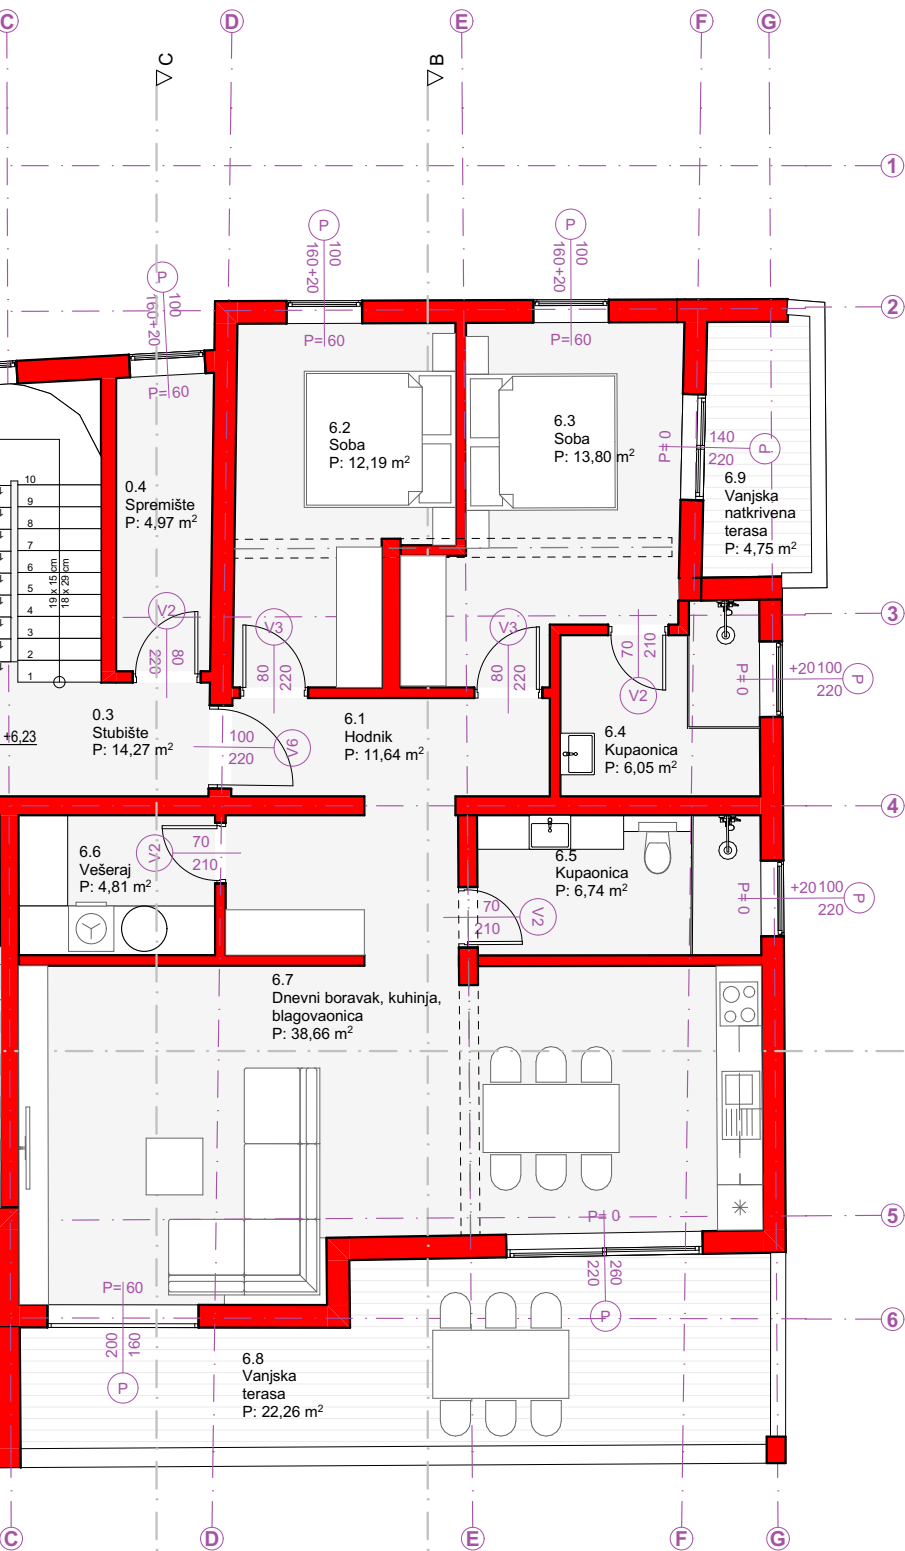 C
D
E
F
G
C
B
1
2
3
4
5
6
P
100
160+20
P= 60
P
100
160+20
P= 60
P
100
160+20
P= 60
6.2
Soba
P: 12,19 m²
6.3
Soba
P: 13,80 m²
P= 0
140
220
P
6.9
Vanjska
natkrivena
terasa
P: 4,75 m²
0.4
Spremište
P: 4,97 m²
10
9
8
7
6
5
4
3
2
1
19 x 15 cm
18 x 29 cm
V2
80
220
V3
80
220
V3
80
220
70
210
V2
P= 0
+20 100
220
P
0.3
Stubište
P: 14,27 m²
+6,23
100
220
V6
6.1
Hodnik
P: 11,64 m²
6.4
Kupaonica
P: 6,05 m²
6.6
Vešeraj
P: 4,81 m²
V2
70
210
6.5
Kupaonica
P: 6,74 m²
70
210
V2
P= 0
+20 100
220
P
6.7
Dnevni boravak, kuhinja,
blagovaonica
P: 38,66 m²
P= 0
260
220
P
P= 60
200
160
P
6.8
Vanjska
terasa
P: 22,26 m²
C
D
E
F
G